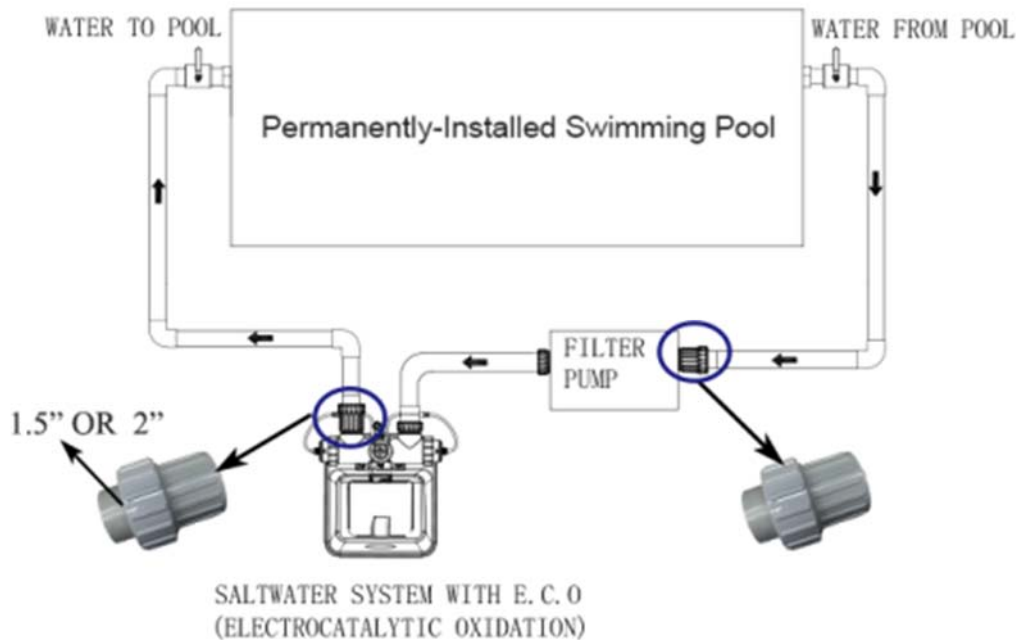 WATER TO POOL
WATER FROM POOL
Permanently-Installed Swimming Pool
FILTER
PUMP
1.5” OR 2”
SALTWATER SYSTEM WITH E.C.O
(ELECTROCATALYTIC OXIDATION)